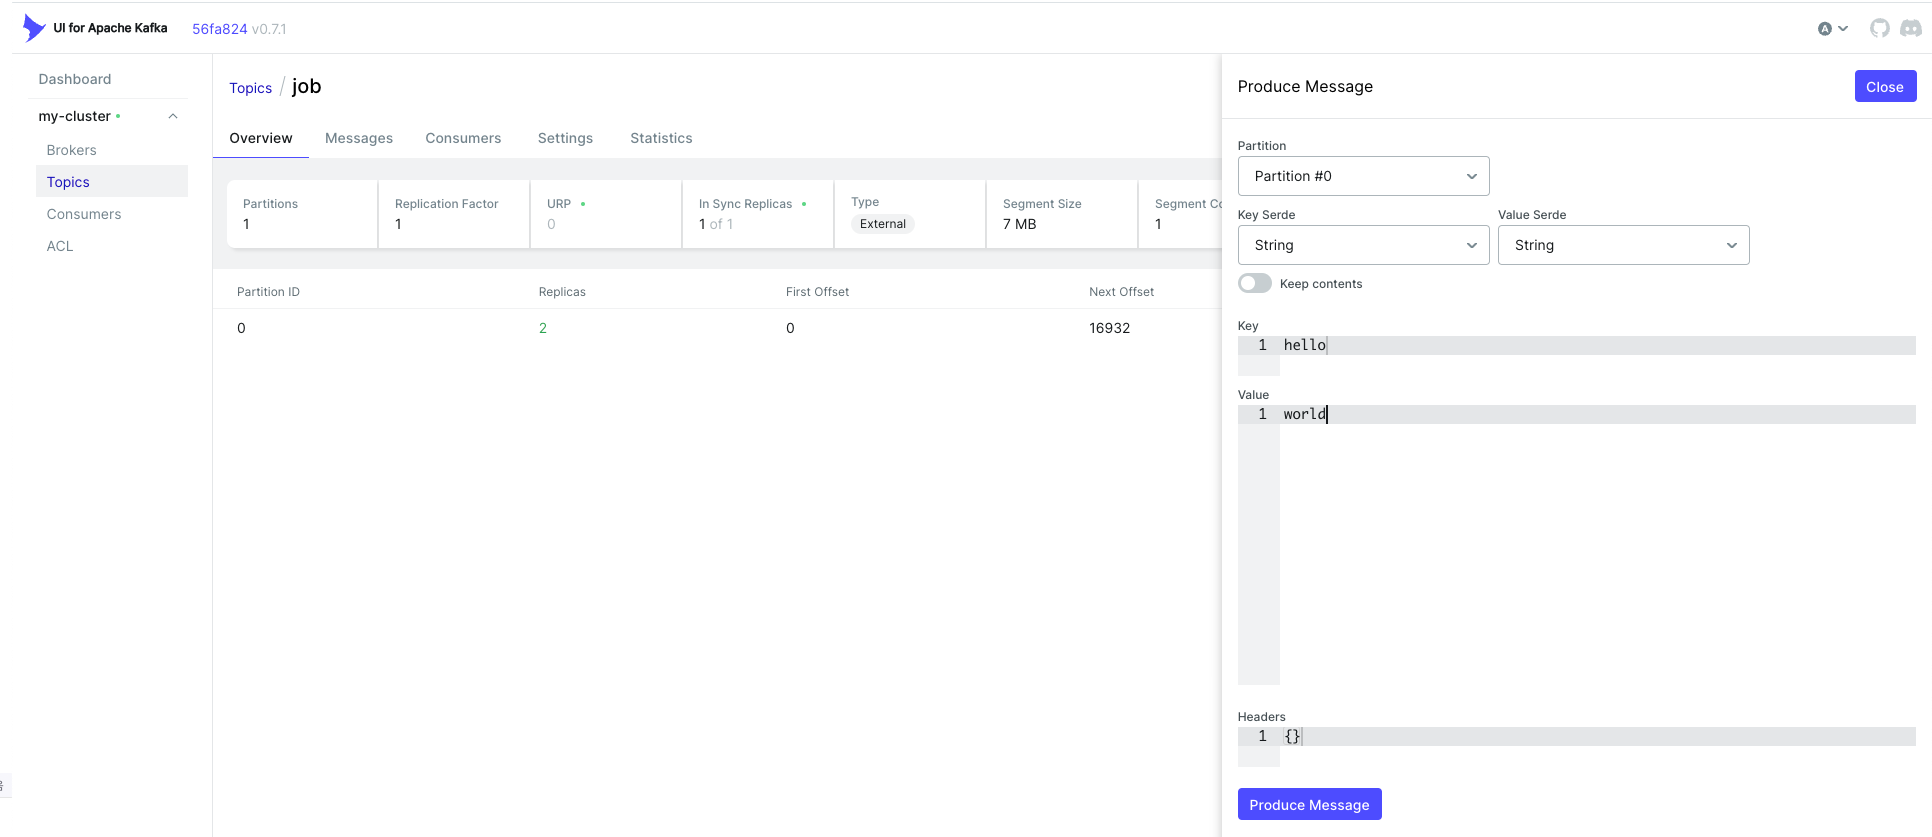 UI for Apache Kafka 56fa824 v0.7.1
A
Dashboard
my-cluster
Brokers
Topics
Consumers
ACL
Topics / job
Overview Messages Consumers Settings Statistics
Partitions
1
Replication Factor
1
URP
0
In Sync Replicas
1 of 1
Type
External
Segment Size
7 MB
Segment Co
1
Partition ID Replicas First Offset Next Offset
0 2 0 16932
Produce Message
Close
Partition
Partition #0
Key Serde Value Serde
String String
Keep contents
Key
1 hello
Value
1 world
Headers
1 {}
Produce Message